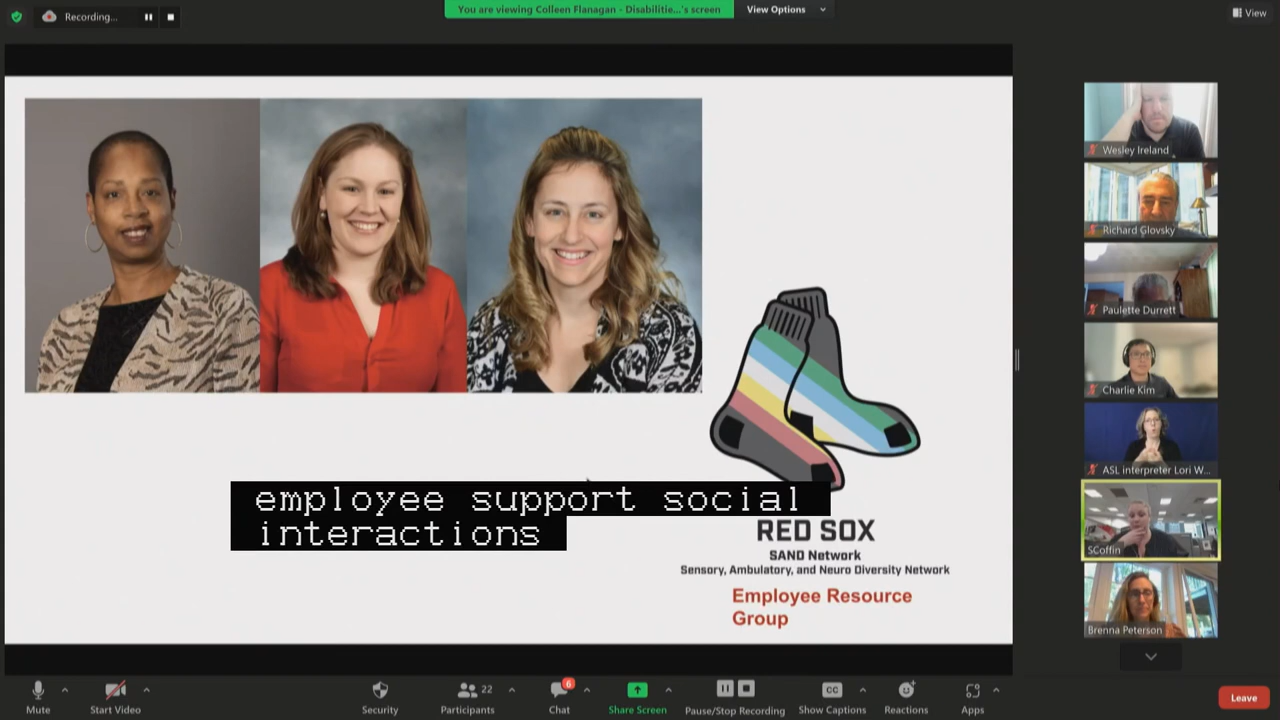 Recording...
You are viewing Colleen Flanagan - Disabilitie...'s screen
View Options
View
employee support social
interactions
RED SOX
SAND Network
Sensory, Ambulatory, and Neuro Diversity Network
Employee Resource
Group
Wesley Ireland
Richard Glovsky
Paulette Durrett
Charlie Kim
ASL interpreter Lori W...
SCoffin
Brenna Peterson
Mute
Start Video
Security
Participants
22
Chat
6
Share Screen
Pause/Stop Recording
CC
Show Captions
Reactions
Apps
Leave